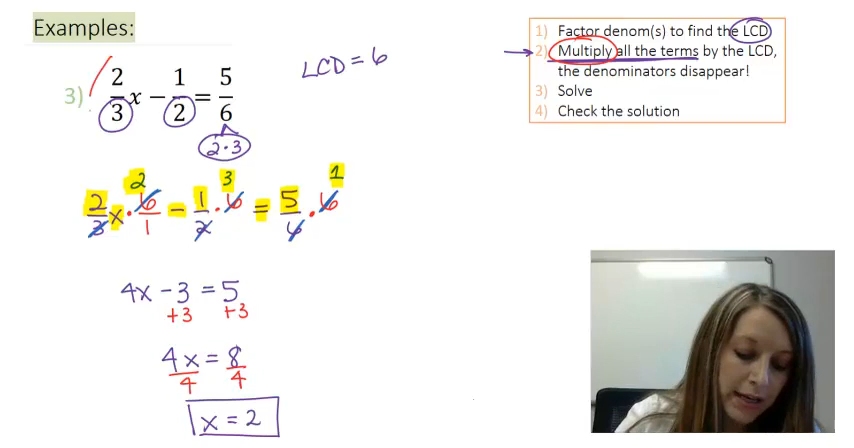 Examples:
3) 2/3 x − 1/2 = 5/6
2·3
LCD = 6
1) Factor denom(s) to find the LCD
2) Multiply all the terms by the LCD,
the denominators disappear!
3) Solve
4) Check the solution
2 3 1
2/3 x · 6/1 − 1/2 · 6 = 5/6 · 6
4x − 3 = 5
+3 +3
4x = 8
4 4
x = 2